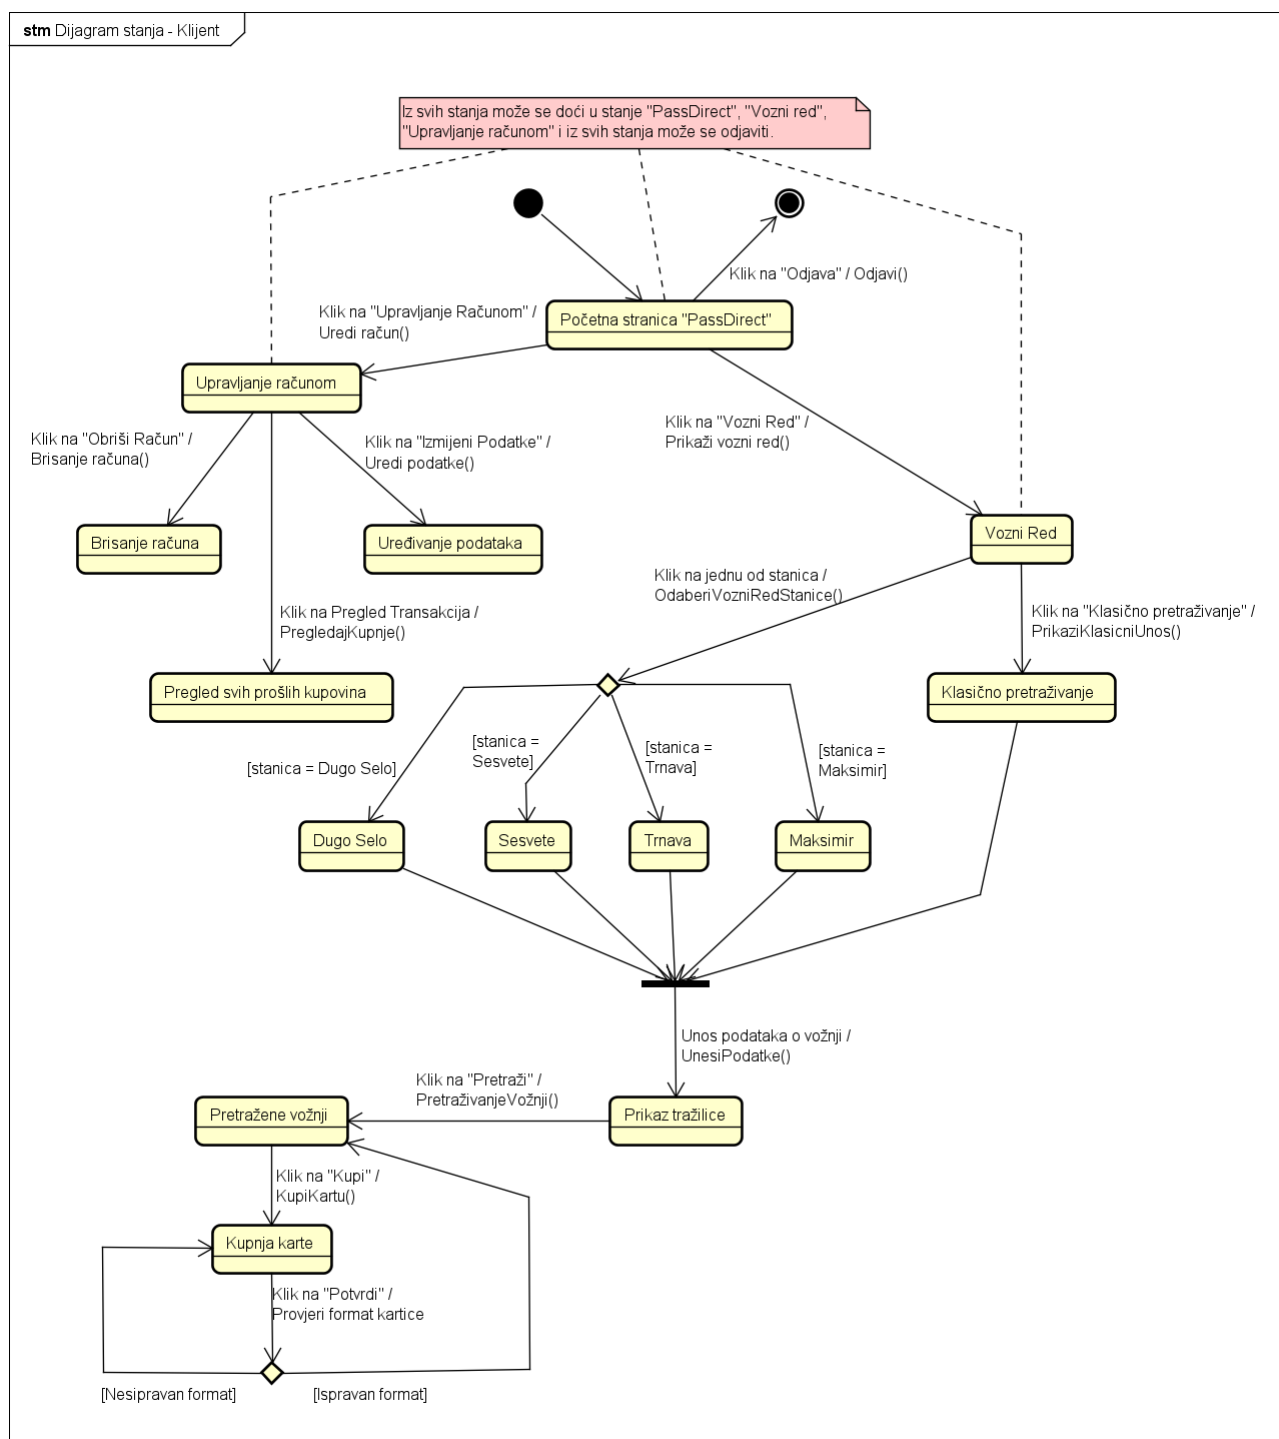 stm Dijagram stanja - Klijent
Iz svih stanja može se doći u stanje "PassDirect", "Vozni red",
"Upravljanje računom" i iz svih stanja može se odjaviti.
Klik na "Odjava" / Odjavi()
Klik na "Upravljanje Računom" /
Uredi račun()
Početna stranica "PassDirect"
Upravljanje računom
Klik na "Vozni Red" /
Prikaži vozni red()
Klik na "Obriši Račun" /
Brisanje računa()
Klik na "Izmijeni Podatke" /
Uredi podatke()
Brisanje računa
Uređivanje podataka
Vozni Red
Klik na jednu od stanica /
OdaberiVozniRedStanice()
Klik na Pregled Transakcija /
PregledajKupnje()
Klik na "Klasično pretraživanje" /
PrikaziKlasicniUnos()
Pregled svih prošlih kupovina
Klasično pretraživanje
[stanica = Dugo Selo]
[stanica =
Sesvete]
[stanica =
Trnava]
[stanica =
Maksimir]
Dugo Selo
Sesvete
Trnava
Maksimir
Unos podataka o vožnji /
UnesiPodatke()
Klik na "Pretraži" /
PretraživanjeVožnji()
Pretražene vožnji
Prikaz tražilice
Klik na "Kupi" /
KupiKartu()
Kupnja karte
Klik na "Potvrdi" /
Provjeri format kartice
[Nesipravan format]
[Ispravan format]